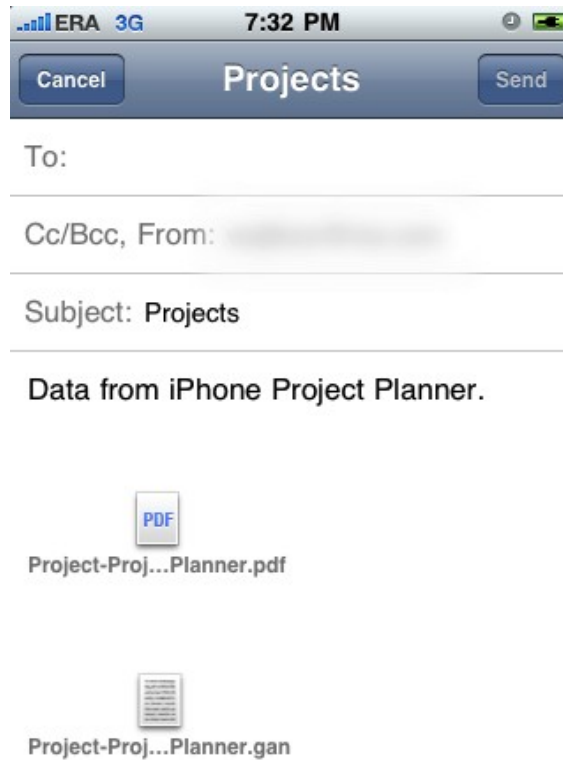 ERA 3G 7:32 PM
Cancel Projects Send
To:
Cc/Bcc, From:
Subject: Projects
Data from iPhone Project Planner.
PDF
Project-Proj...Planner.pdf
Project-Proj...Planner.gan